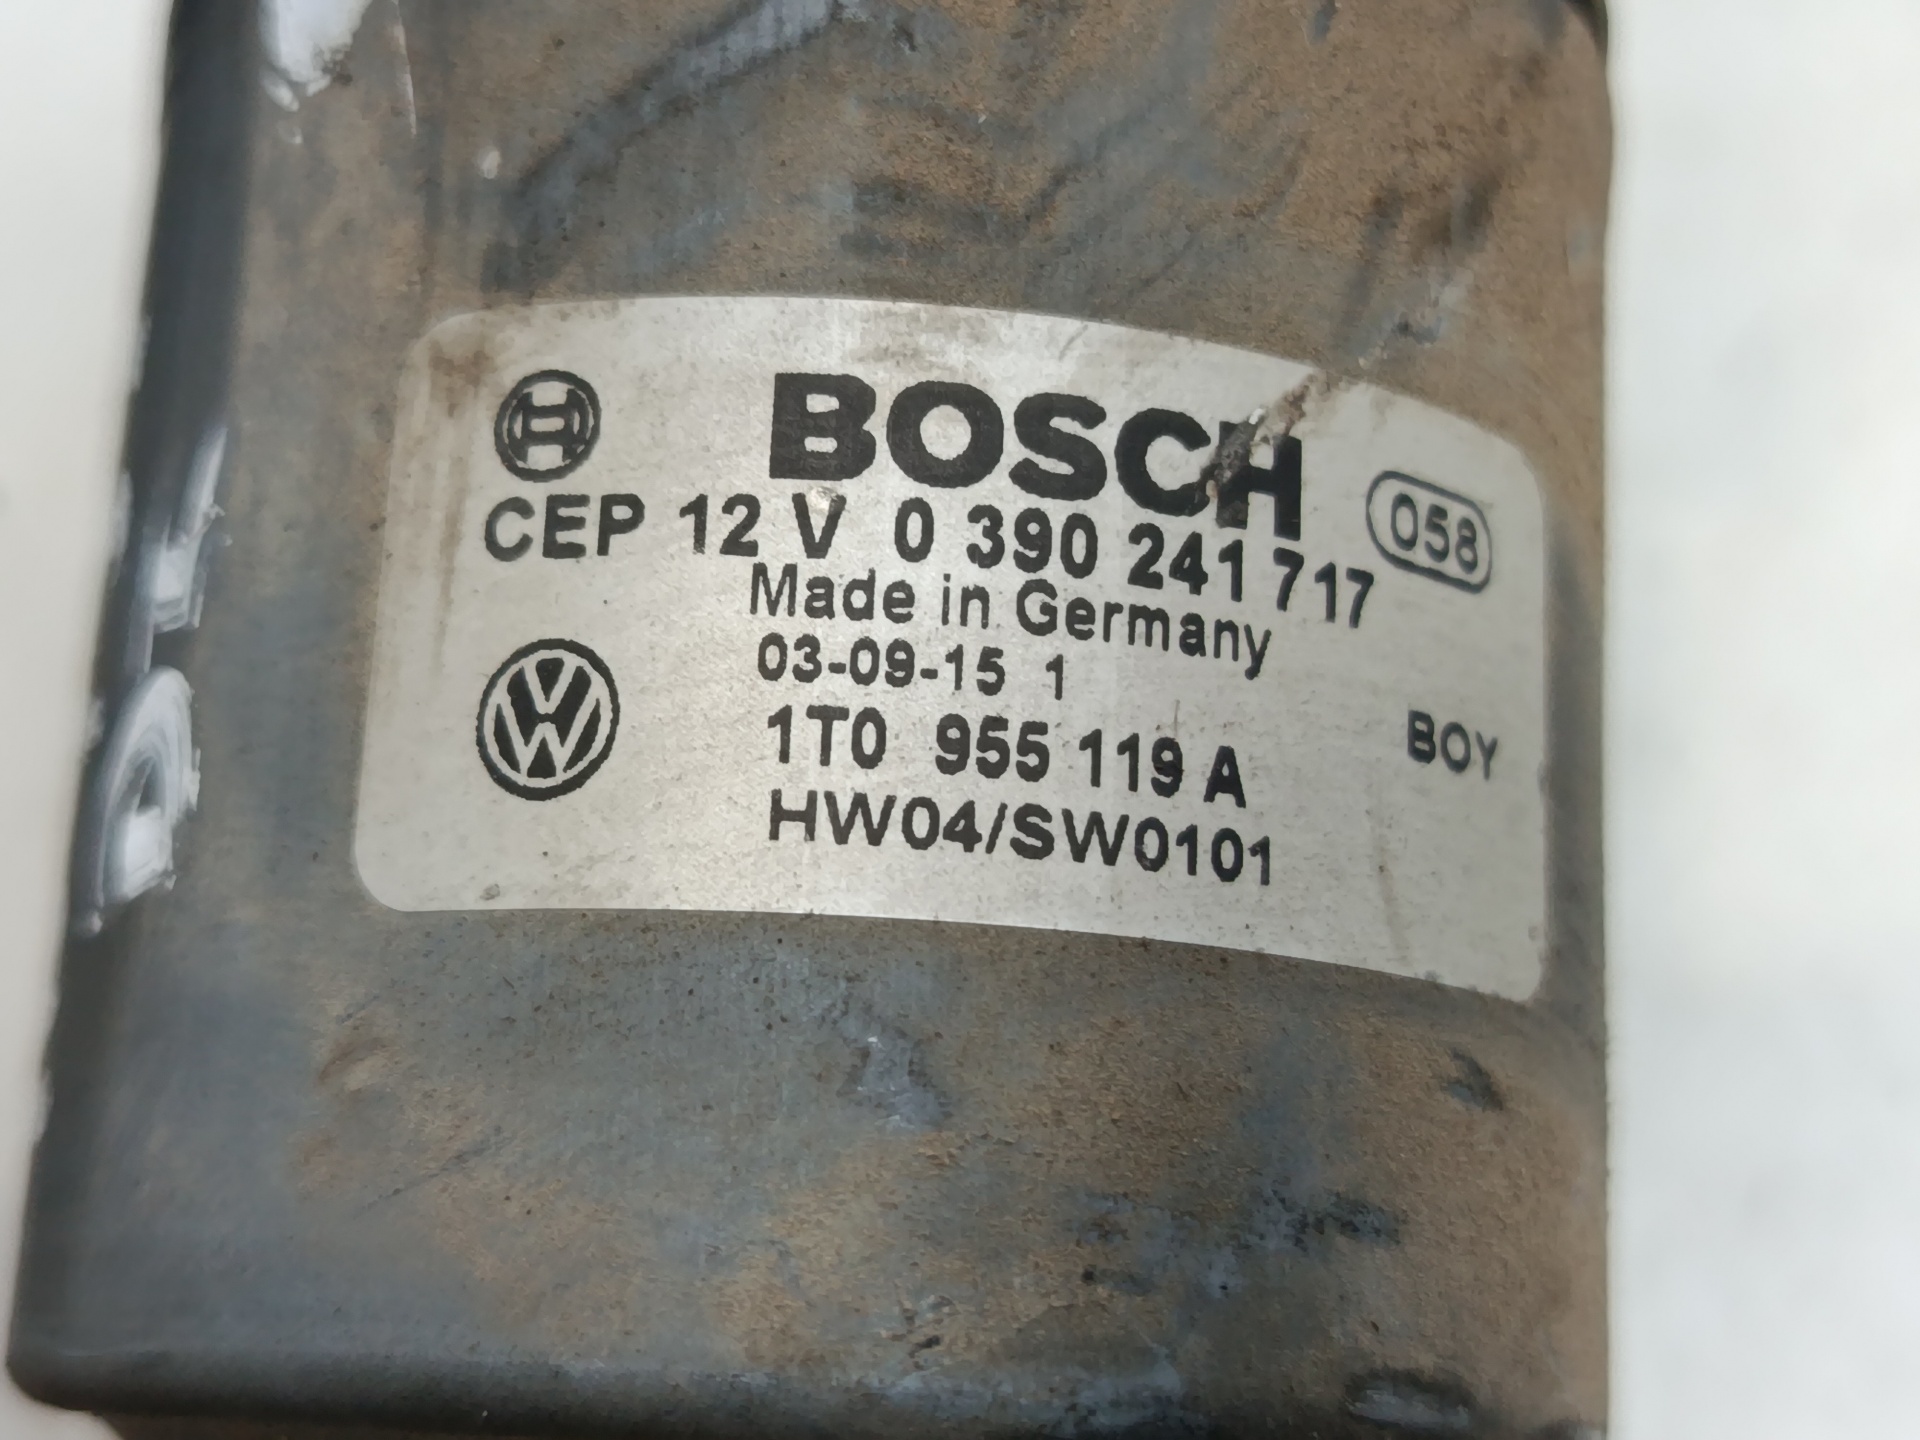 BOSCH
CEP 12 V 0 390 241 717
058
Made in Germany
03-09-15 1
1T0 955 119 A
BOY
HW04/SW0101